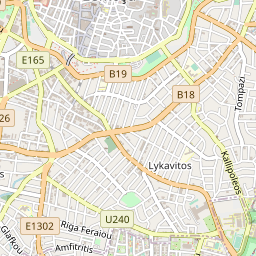 E165
B19
B18
Tompazi
26
Lykavitos
Kallipoleos
U240
E1302
Riga Feraiou
Amfitritis
Glafkou